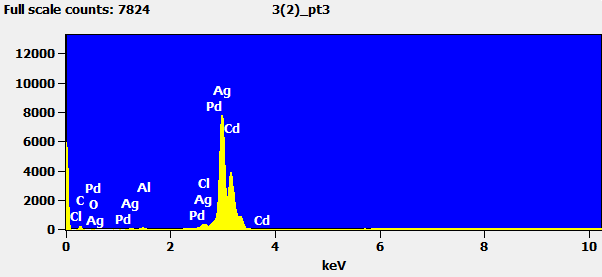 Full scale counts: 7824 3(2)_pt3
12000
10000
8000
6000
4000
2000
0
Ag
Pd
Cd
Pd
C O
Cl Ag
Al
Ag
Pd
Cl
Ag
Pd
Cd
0 2 4 6 8 10
keV